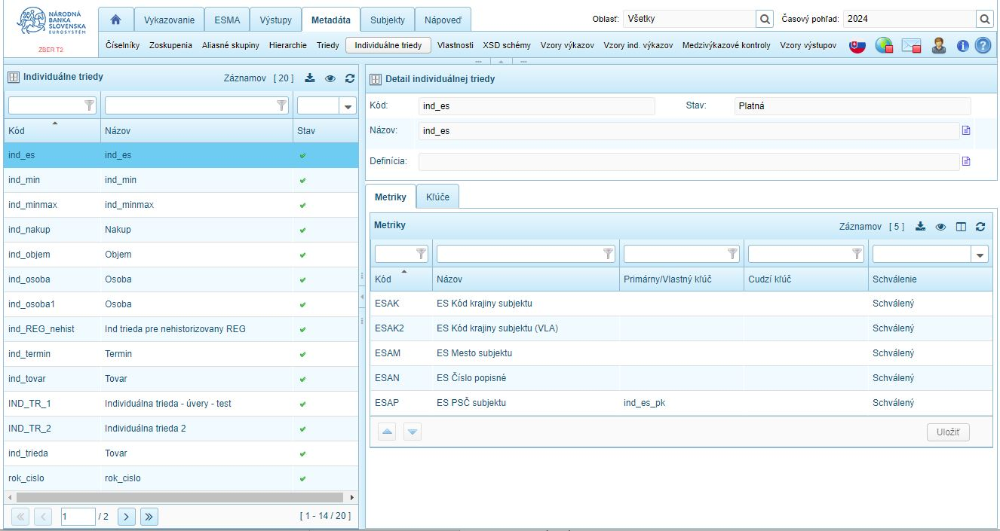 NÁRODNÁ
BANKA
SLOVENSKA
EUROSYSTÉM
ZBER T2
Vykazovanie ESMA Výstupy Metadáta Subjekty Nápoveď
Oblasť: Všetky Časový pohľad: 2024
Číselníky Zoskupenia Aliasné skupiny Hierarchie Triedy Individuálne triedy Vlastnosti XSD schémy Vzory výkazov Vzory ind. výkazov Medzivýkazové kontroly Vzory výstupov
Individuálne triedy Záznamov [ 20 ]
Kód Názov Stav
ind_es ind_es
ind_min ind_min
ind_minmax ind_minmax
ind_nakup Nakup
ind_objem Objem
ind_osoba Osoba
ind_osoba1 Osoba
ind_REG_nehist Ind trieda pre nehistorizovany REG
ind_termin Termin
ind_tovar Tovar
IND_TR_1 Individuálna trieda - úvery - test
IND_TR_2 Individuálna trieda 2
ind_trieda Tovar
rok_cislo rok_cislo
1 / 2 [ 1 - 14 / 20 ]
Detail individuálnej triedy
Kód: ind_es Stav: Platná
Názov: ind_es
Definícia:
Metriky Kľúče
Metriky Záznamov [ 5 ]
Kód Názov Primárny/Vlastný kľúč Cudzí kľúč Schválenie
ESAK ES Kód krajiny subjektu Schválený
ESAK2 ES Kód krajiny subjektu (VLA) Schválený
ESAM ES Mesto subjektu Schválený
ESAN ES Číslo popisné Schválený
ESAP ES PSČ subjektu ind_es_pk Schválený
Uložiť